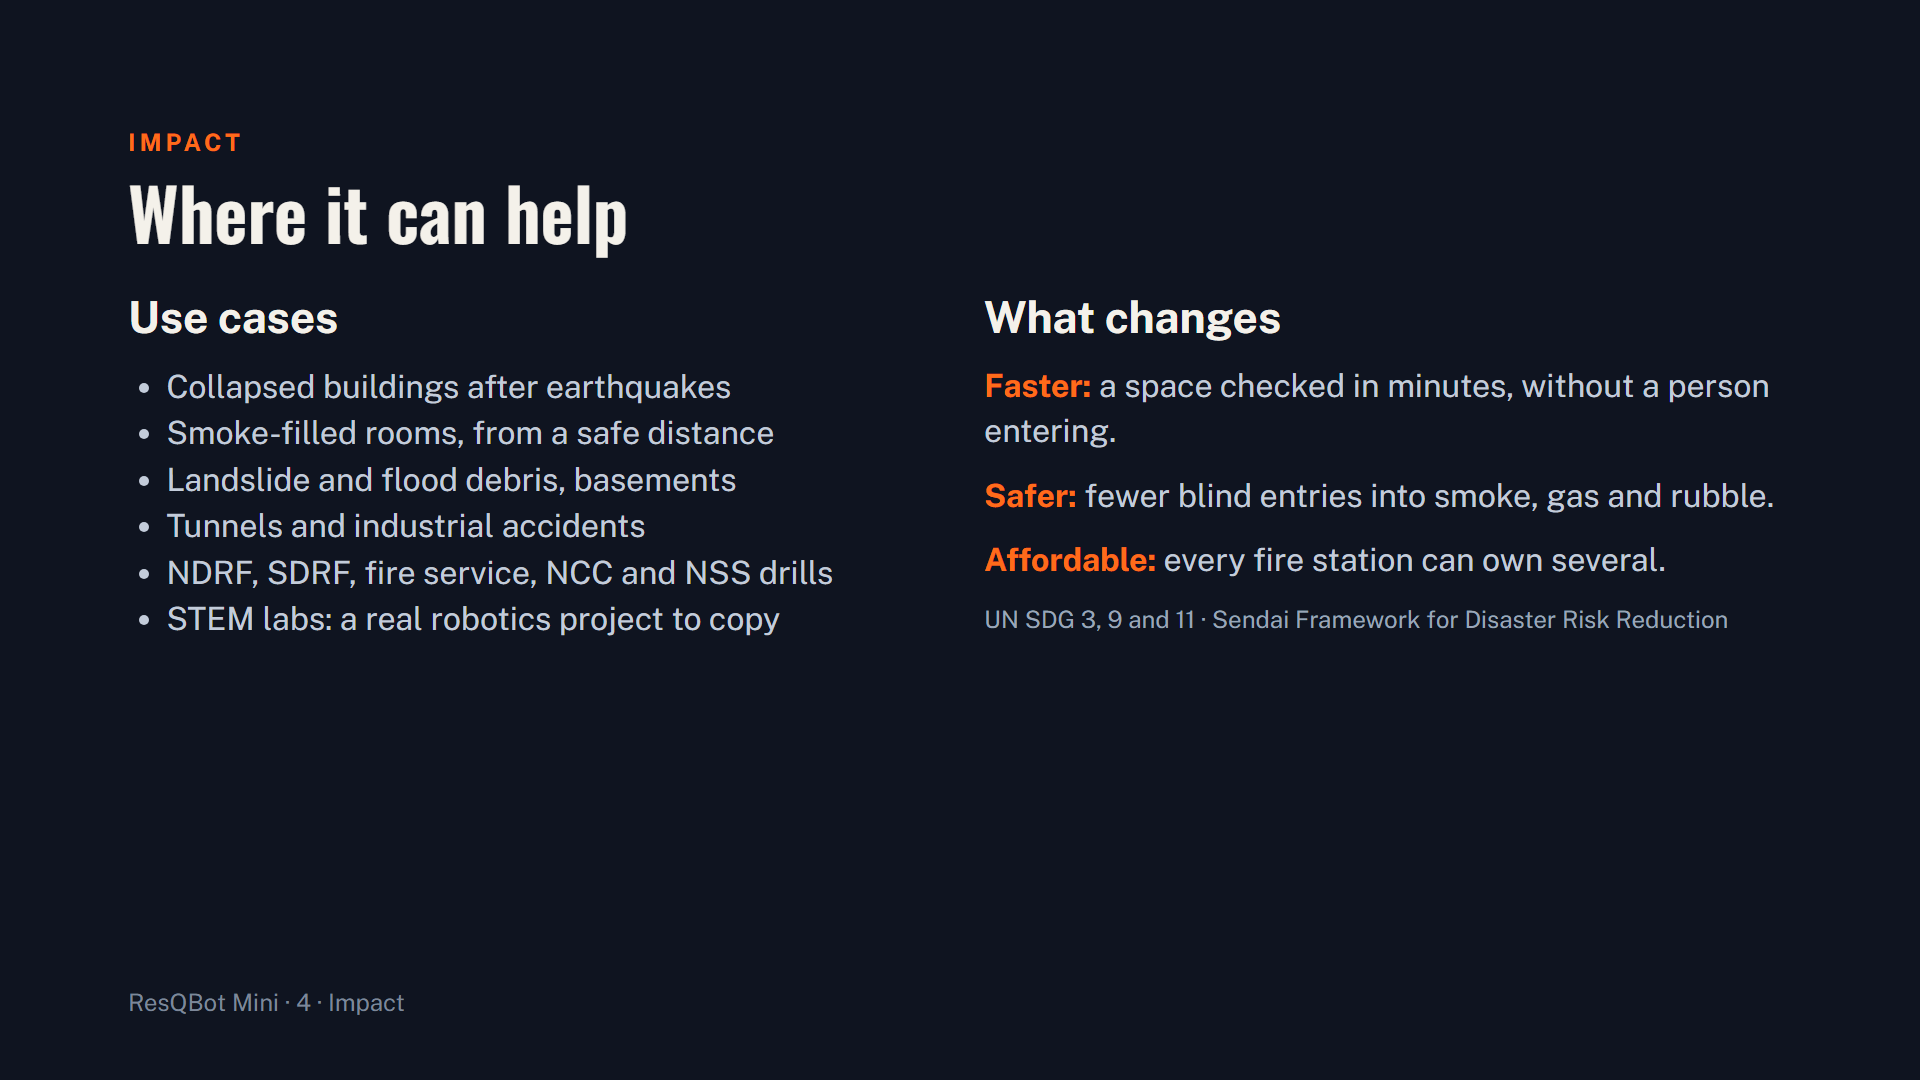 IMPACT
Where it can help
Use cases
• Collapsed buildings after earthquakes
• Smoke-filled rooms, from a safe distance
• Landslide and flood debris, basements
• Tunnels and industrial accidents
• NDRF, SDRF, fire service, NCC and NSS drills
• STEM labs: a real robotics project to copy
What changes
Faster: a space checked in minutes, without a person
entering.
Safer: fewer blind entries into smoke, gas and rubble.
Affordable: every fire station can own several.
UN SDG 3, 9 and 11 · Sendai Framework for Disaster Risk Reduction
ResQBot Mini · 4 · Impact